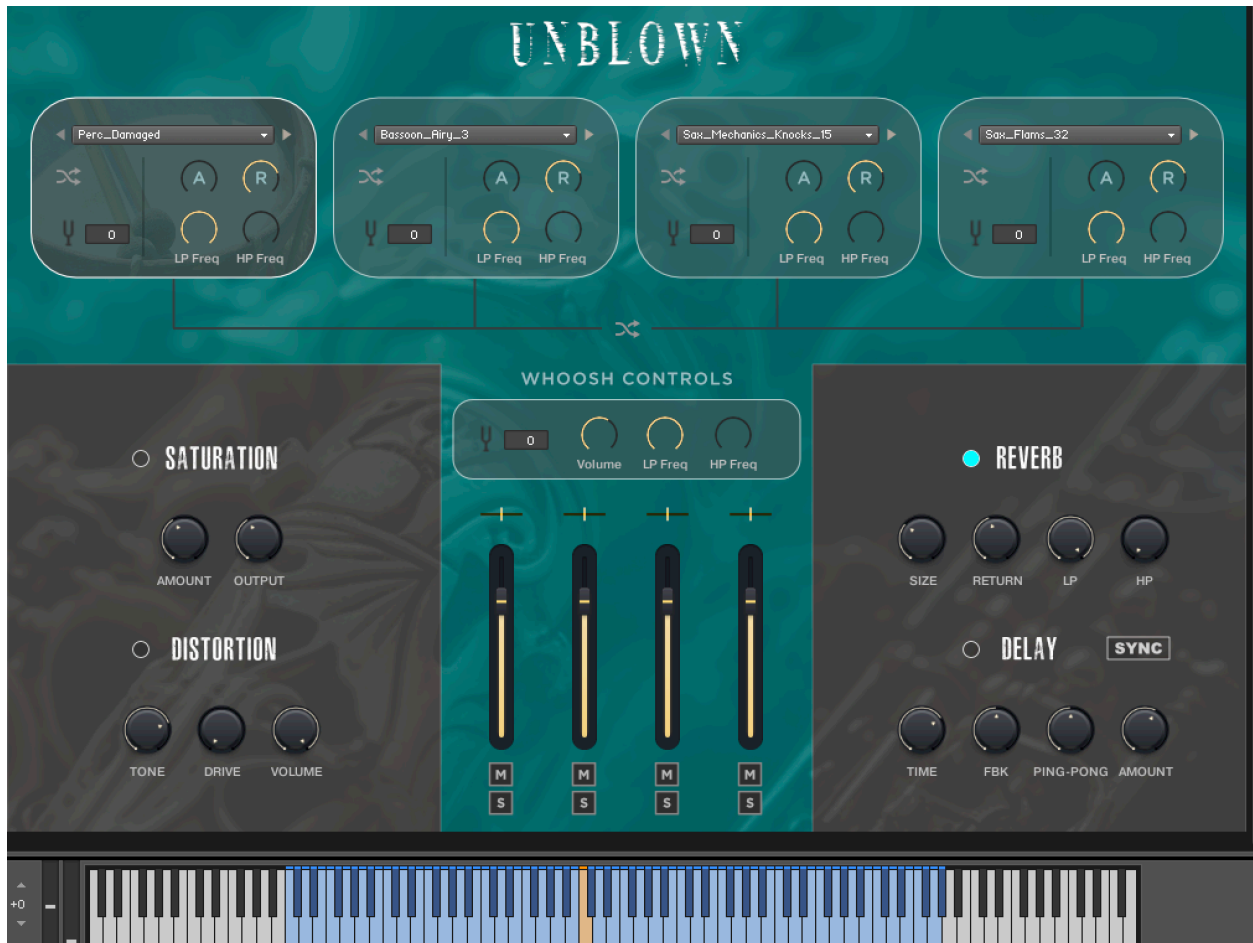 UNBLOWN
Perc_Damaged Bassoon_Airy_3 Sax_Mechanics_Knocks_15 Sax_Flams_32
A R A R A R A R
0 0 0 0
LP Freq HP Freq LP Freq HP Freq LP Freq HP Freq LP Freq HP Freq
WHOOSH CONTROLS
0
Volume LP Freq HP Freq
SATURATION
AMOUNT OUTPUT
DISTORTION
TONE DRIVE VOLUME
M M M M
S S S S
REVERB
SIZE RETURN LP HP
DELAY SYNC
TIME FBK PING-PONG AMOUNT
+0